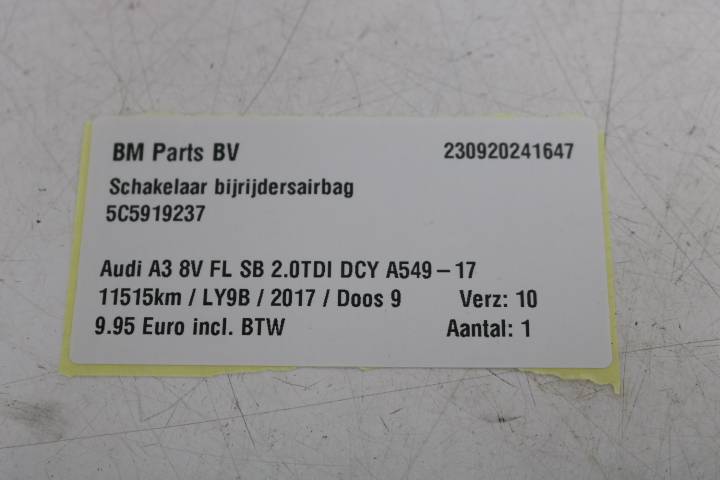 BM Parts BV 230920241647
Schakelaar bijrijdersairbag
5C5919237
Audi A3 8V FL SB 2.0TDI DCY A549-17
11515km / LY9B / 2017 / Doos 9 Verz: 10
9.95 Euro incl. BTW Aantal: 1